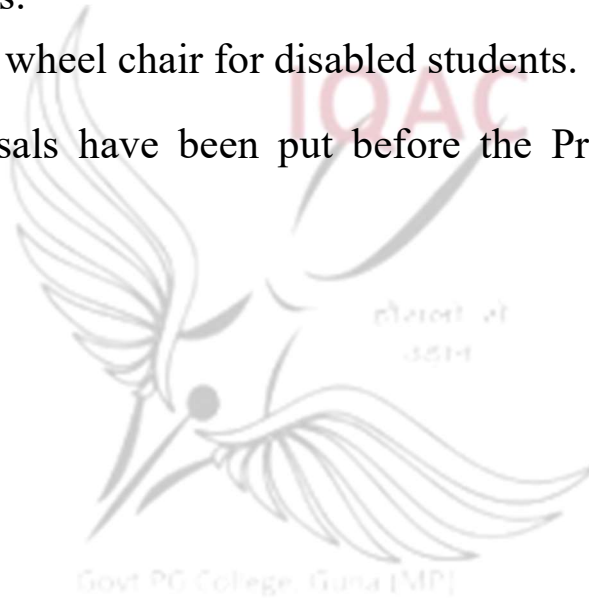 s.
wheel chair for disabled students.
IQAC
sals have been put before the Pr
Govt PG College, Guna (MP)